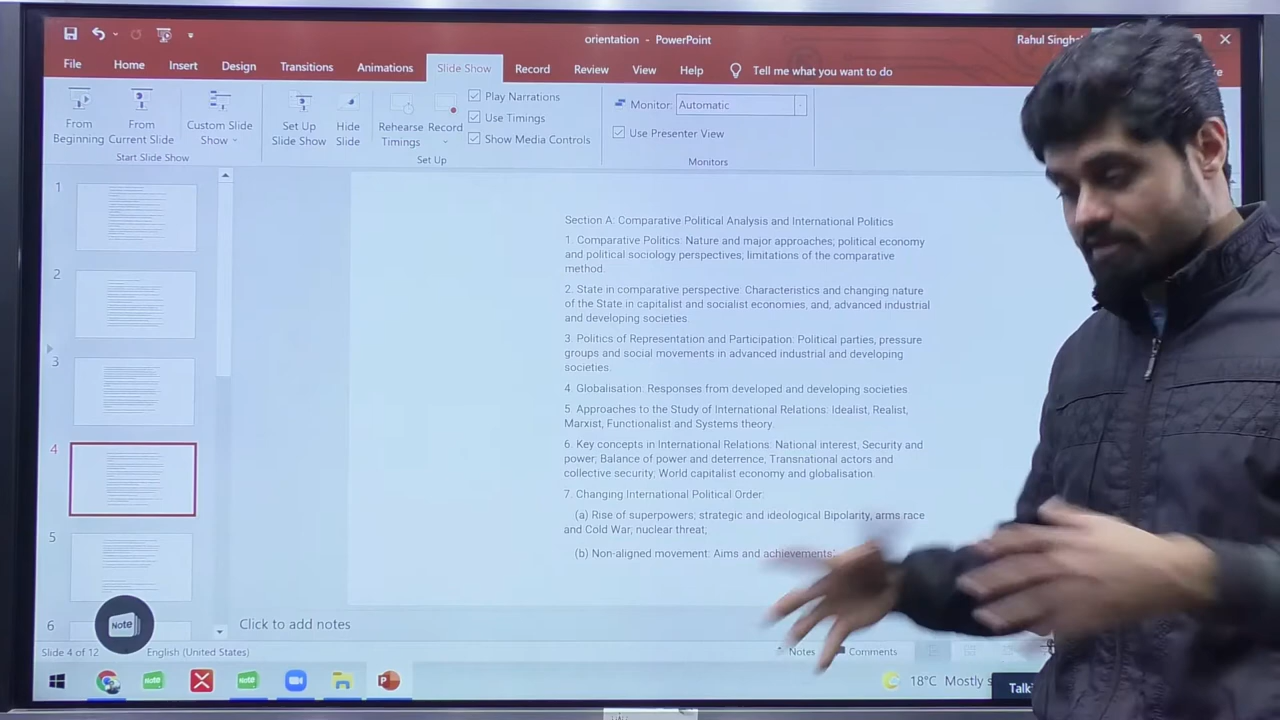 orientation - PowerPoint
Rahul Singhal
File Home Insert Design Transitions Animations Slide Show Record Review View Help Tell me what you want to do
From Beginning
From Current Slide
Custom Slide Show
Set Up Slide Show
Hide Slide
Rehearse Timings
Record
Play Narrations
Use Timings
Show Media Controls
Monitor: Automatic
Use Presenter View
Start Slide Show
Set Up
Monitors
1
2
3
4
5
6
Section A: Comparative Political Analysis and International Politics
1. Comparative Politics: Nature and major approaches; political economy
and political sociology perspectives; limitations of the comparative
method.
2. State in comparative perspective: Characteristics and changing nature
of the State in capitalist and socialist economies, and, advanced industrial
and developing societies.
3. Politics of Representation and Participation: Political parties, pressure
groups and social movements in advanced industrial and developing
societies.
4. Globalisation: Responses from developed and developing societies
5. Approaches to the Study of International Relations: Idealist, Realist,
Marxist, Functionalist and Systems theory.
6. Key concepts in International Relations: National interest, Security and
power; Balance of power and deterrence; Transnational actors and
collective security; World capitalist economy and globalisation.
7. Changing International Political Order:
(a) Rise of superpowers; strategic and ideological Bipolarity, arms race
and Cold War; nuclear threat;
(b) Non-aligned movement: Aims and achievements;
Note
Click to add notes
Slide 4 of 12 English (United States)
Notes Comments
Note
Note
18°C Mostly s